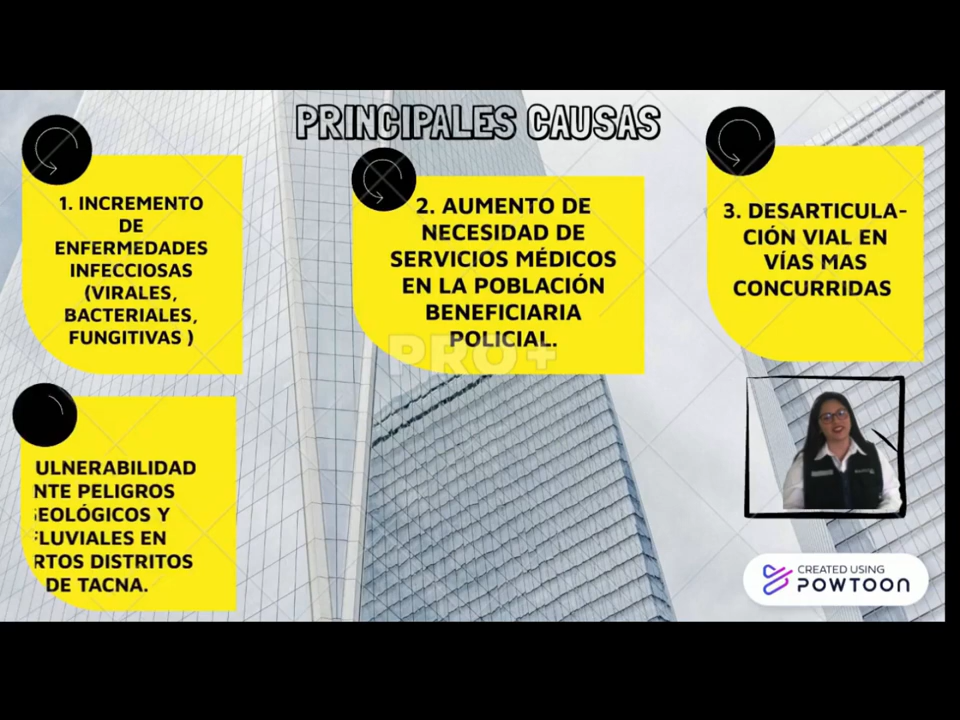 PRINCIPALES CAUSAS
1. INCREMENTO
DE
ENFERMEDADES
INFECCIOSAS
(VIRALES,
BACTERIALES,
FUNGITIVAS )
2. AUMENTO DE
NECESIDAD DE
SERVICIOS MÉDICOS
EN LA POBLACIÓN
BENEFICIARIA
POLICIAL.
3. DESARTICULA-
CIÓN VIAL EN
VÍAS MAS
CONCURRIDAS
PRO+
ULNERABILIDAD
NTE PELIGROS
EOLÓGICOS Y
LUVIALES EN
RTOS DISTRITOS
DE TACNA.
CREATED USING
POWTOON